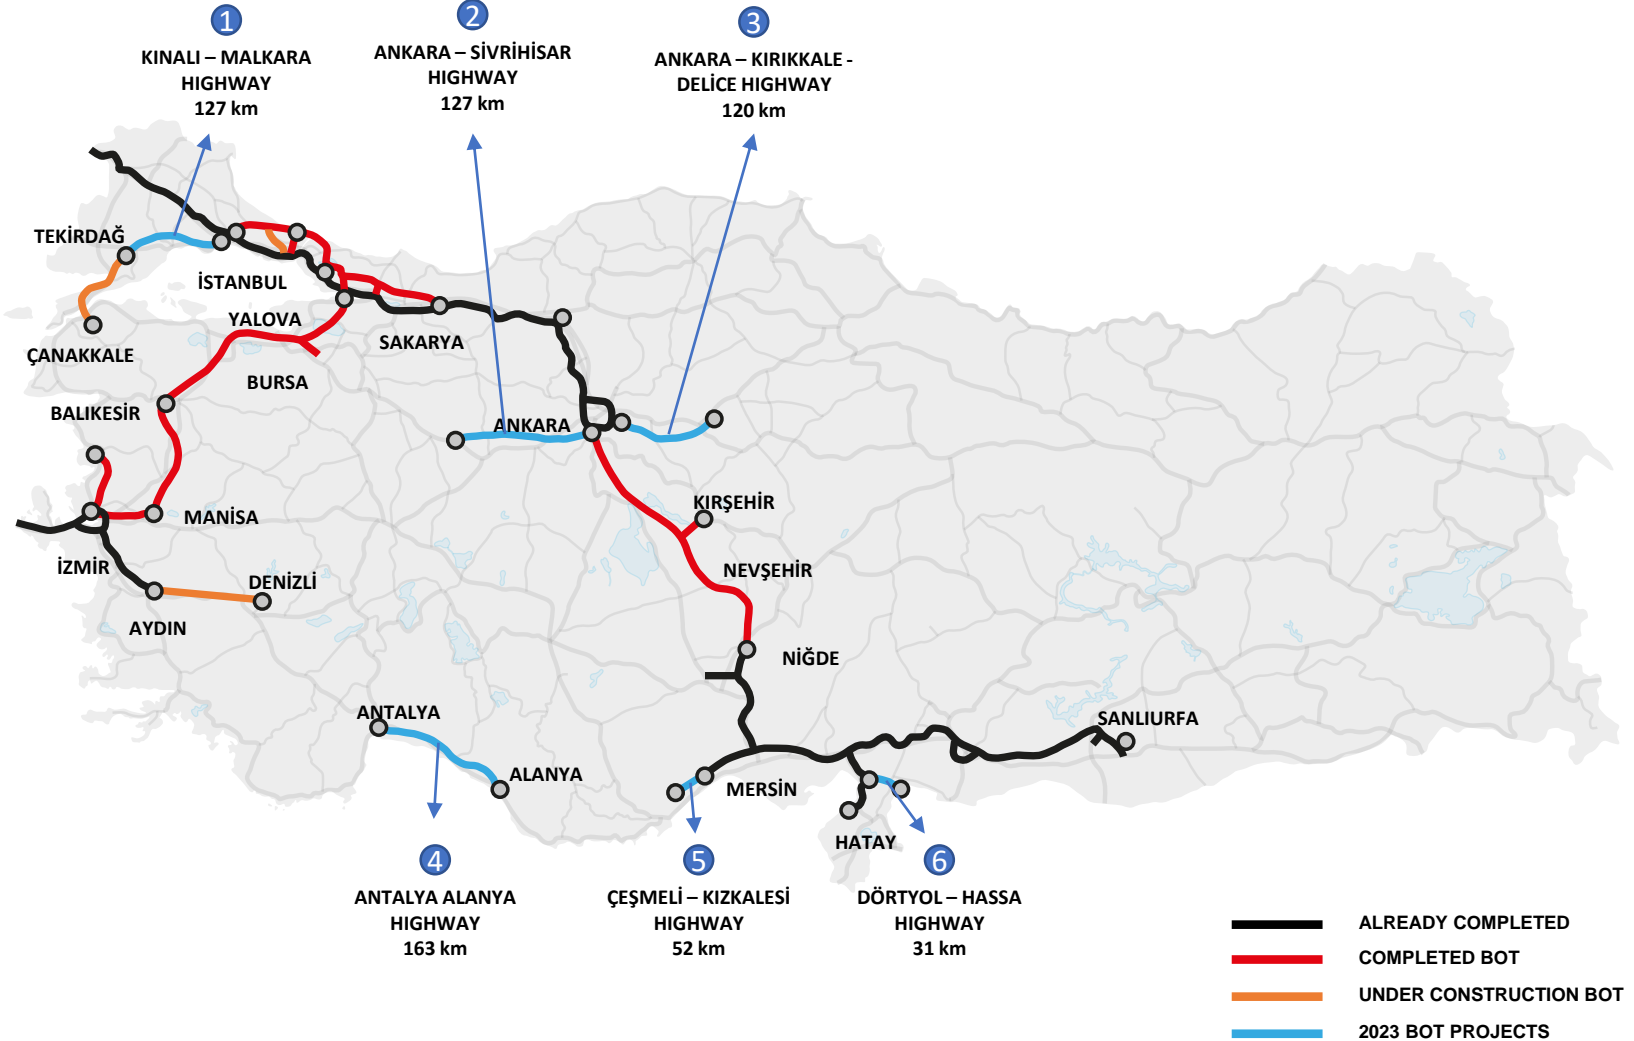 1
KINALI – MALKARA
HIGHWAY
127 km
2
ANKARA – SİVRİHİSAR
HIGHWAY
127 km
3
ANKARA – KIRIKKALE -
DELİCE HIGHWAY
120 km
TEKİRDAĞ
İSTANBUL
YALOVA
SAKARYA
ÇANAKKALE
BURSA
BALIKESİR
ANKARA
KIRŞEHİR
MANİSA
NEVŞEHİR
İZMİR
DENİZLİ
AYDIN
NİĞDE
ANTALYA
SANLIURFA
ALANYA
MERSİN
HATAY
4
ANTALYA ALANYA
HIGHWAY
163 km
5
ÇEŞMELİ – KIZKALESİ
HIGHWAY
52 km
6
DÖRTYOL – HASSA
HIGHWAY
31 km
ALREADY COMPLETED
COMPLETED BOT
UNDER CONSTRUCTION BOT
2023 BOT PROJECTS